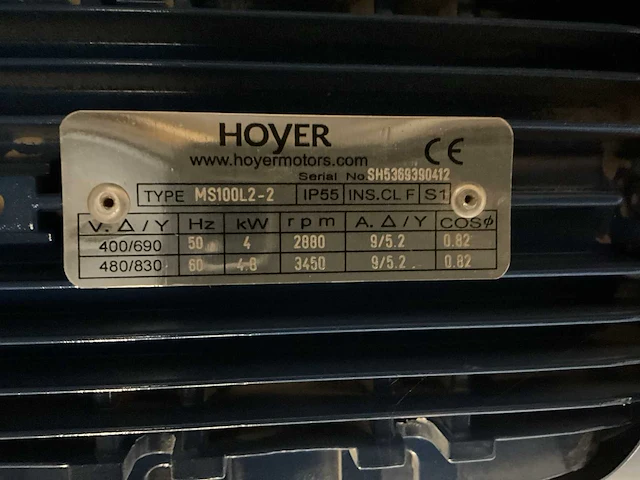 HOYER
www.hoyermotors.com
CE
Serial No SH5369390412
TYPE MS100L2-2 IP55 INS.CL F S1
V. Δ / Y Hz kW rpm A. Δ / Y COSϕ
400/690 50 4 2880 9/5.2 0.82
480/830 60 4.8 3450 9/5.2 0.82